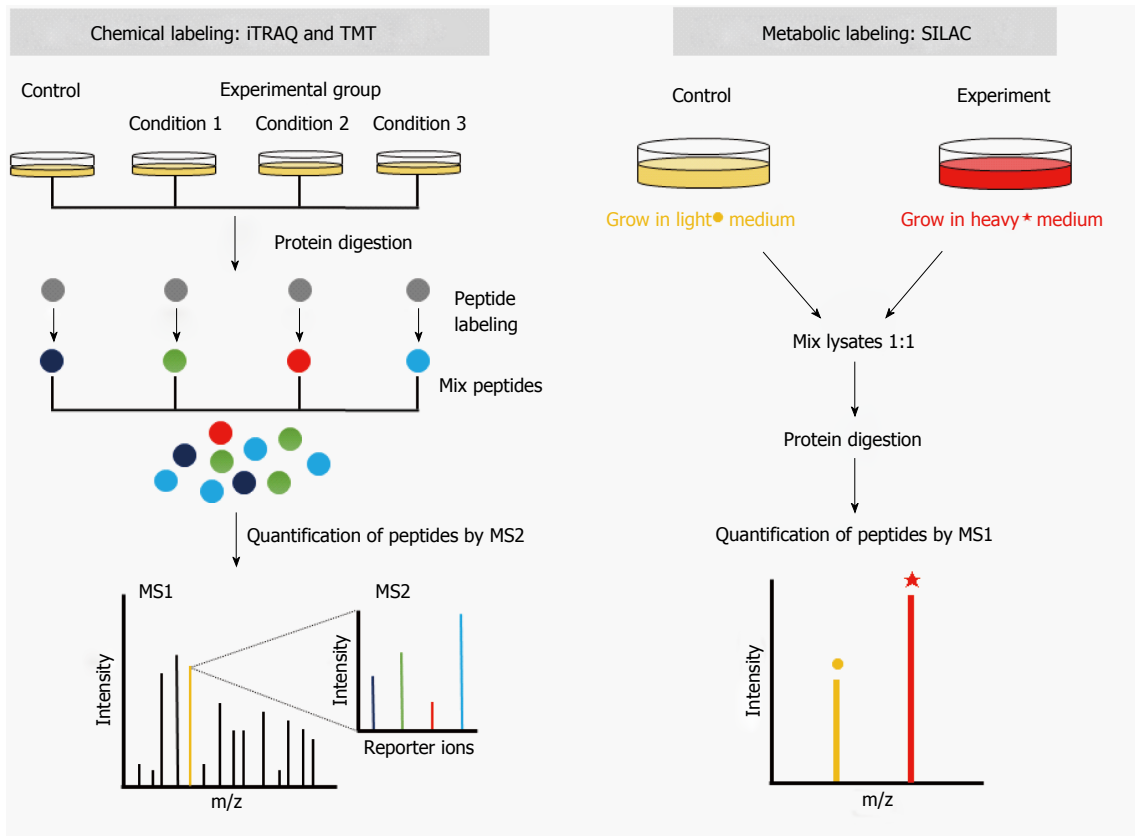 Chemical labeling: iTRAQ and TMT
Control
Experimental group
Condition 1
Condition 2
Condition 3
Protein digestion
Peptide
labeling
Mix peptides
Quantification of peptides by MS2
MS1
Intensity
m/z
MS2
Intensity
Reporter ions
Metabolic labeling: SILAC
Control
Experiment
Grow in light● medium
Grow in heavy★ medium
Mix lysates 1:1
Protein digestion
Quantification of peptides by MS1
Intensity
m/z